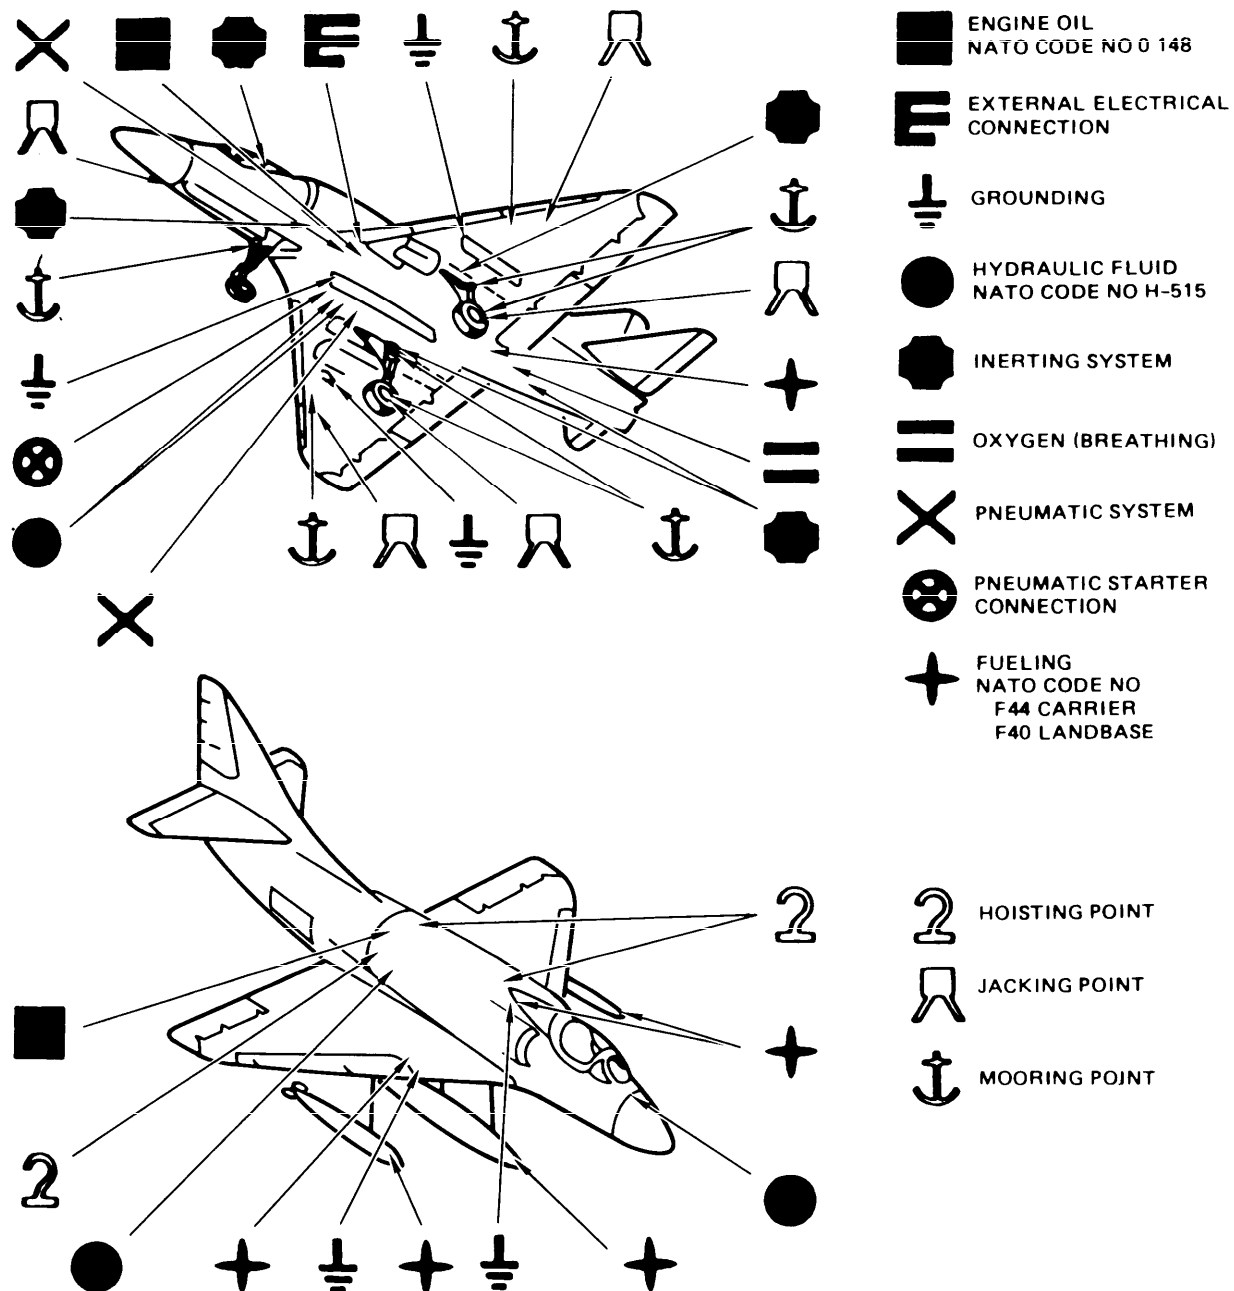 ENGINE OIL
NATO CODE NO 0 148
EXTERNAL ELECTRICAL
CONNECTION
GROUNDING
HYDRAULIC FLUID
NATO CODE NO H-515
INERTING SYSTEM
OXYGEN (BREATHING)
PNEUMATIC SYSTEM
PNEUMATIC STARTER
CONNECTION
FUELING
NATO CODE NO
F44 CARRIER
F40 LANDBASE
HOISTING POINT
JACKING POINT
MOORING POINT